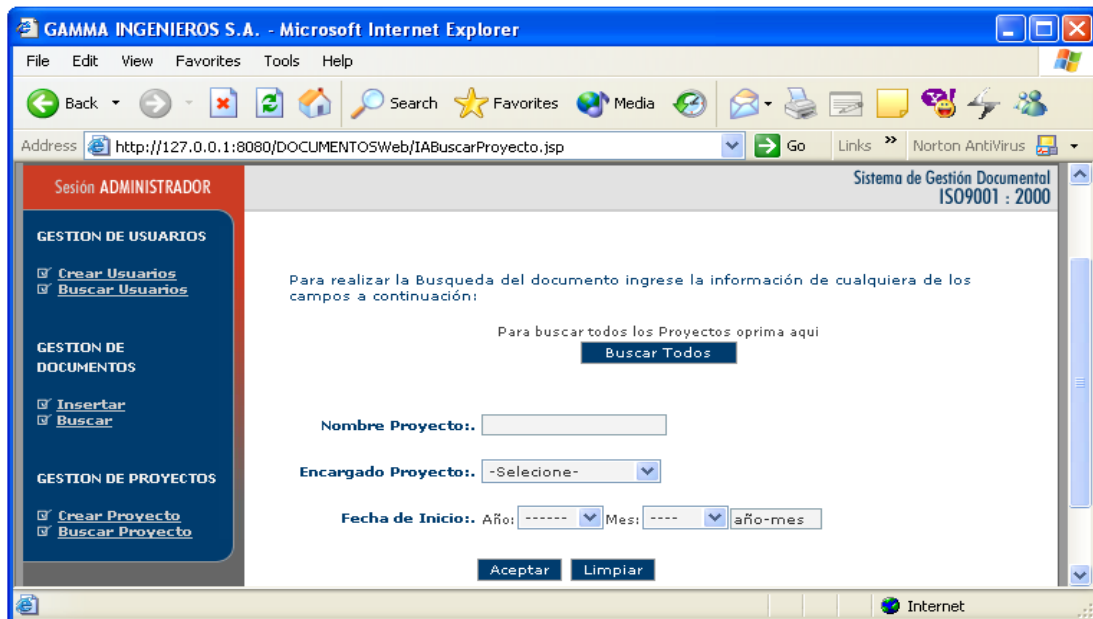 GAMMA INGENIEROS S.A. - Microsoft Internet Explorer
File Edit View Favorites Tools Help
Back Search Favorites Media
Address http://127.0.0.1:8080/DOCUMENTOSWeb/IABuscarProyecto.jsp Go Links » Norton AntiVirus
Sesión ADMINISTRADOR
Sistema de Gestión Documental
ISO9001 : 2000
GESTION DE USUARIOS
Crear Usuarios
Buscar Usuarios
GESTION DE
DOCUMENTOS
Insertar
Buscar
GESTION DE PROYECTOS
Crear Proyecto
Buscar Proyecto
Para realizar la Busqueda del documento ingrese la información de cualquiera de los
campos a continuación:
Para buscar todos los Proyectos oprima aqui
Buscar Todos
Nombre Proyecto:.
Encargado Proyecto:. -Selecione-
Fecha de Inicio:. Año: ------ Mes: ---- año-mes
Aceptar Limpiar
Internet